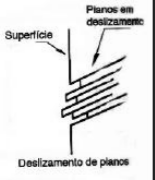 Planos em
deslizamento
Superfície
Deslizamento de planos